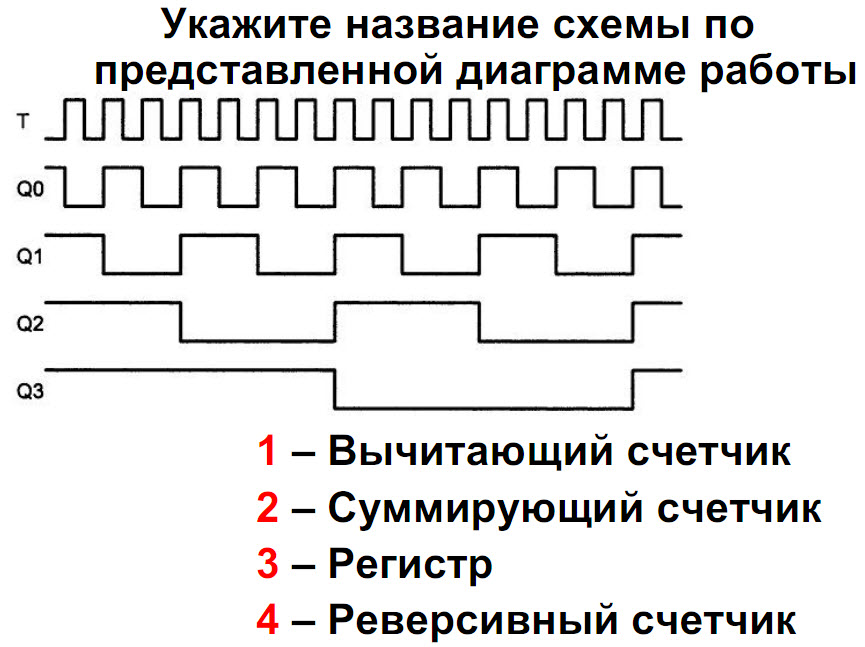 Укажите название схемы по
представленной диаграмме работы
T
Q0
Q1
Q2
Q3
1 – Вычитающий счетчик
2 – Суммирующий счетчик
3 – Регистр
4 – Реверсивный счетчик